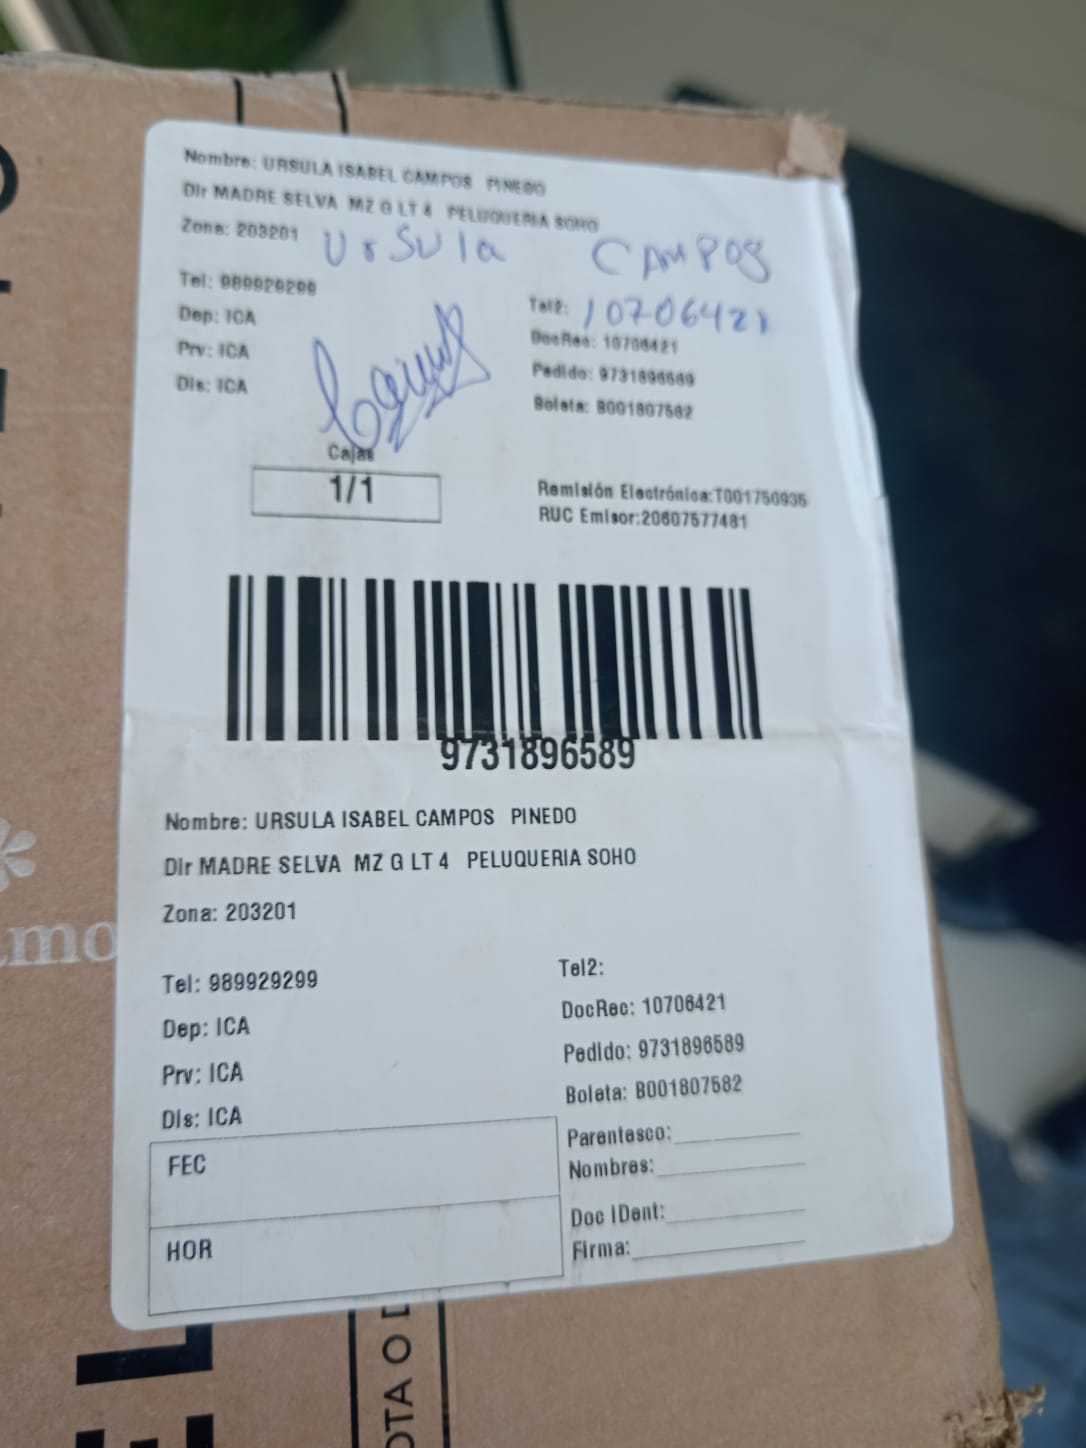 Nombre: URSULA ISABEL CAMPOS PINEDO
Dir MADRE SELVA MZ G LT 4 PELUQUERIA SOHO
Zona: 203201
Ursula Campos
Tel: 989929299
Tel2: 10706421
Dep: ICA
DocRec: 10706421
Prv: ICA
Pedido: 9731896589
Dis: ICA
Boleta: B001807582
Cajas
1/1
Remisión Electrónica:T001750935
RUC Emisor:20607577481
9731896589
Nombre: URSULA ISABEL CAMPOS PINEDO
Dir MADRE SELVA MZ G LT 4 PELUQUERIA SOHO
Zona: 203201
Tel: 989929299
Tel2:
Dep: ICA
DocRec: 10706421
Prv: ICA
Pedido: 9731896589
Dis: ICA
Boleta: B001807582
FEC
Parentesco:
Nombres:
HOR
Doc IDent:
Firma: